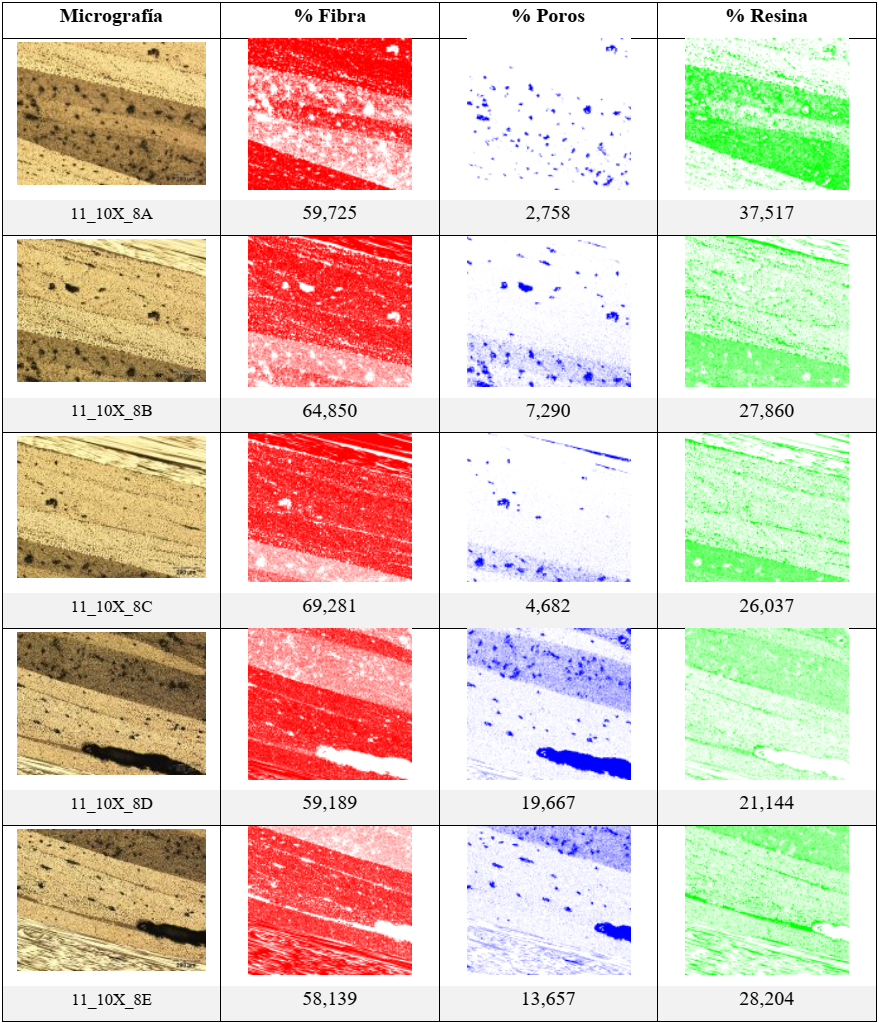 Micrografía % Fibra % Poros % Resina
11_10X_8A 59,725 2,758 37,517
11_10X_8B 64,850 7,290 27,860
200 µm
11_10X_8C 69,281 4,682 26,037
11_10X_8D 59,189 19,667 21,144
11_10X_8E 58,139 13,657 28,204